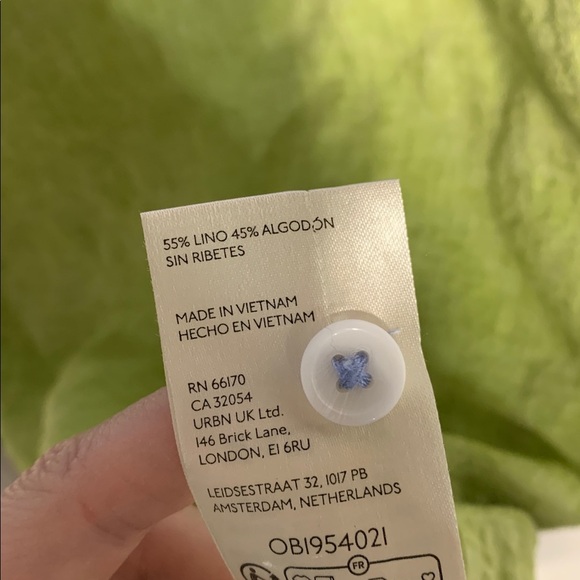 55% LINO 45% ALGODÓN
SIN RIBETES
MADE IN VIETNAM
HECHO EN VIETNAM
RN 66170
CA 32054
URBN UK Ltd.
146 Brick Lane,
LONDON, E1 6RU
LEIDSESTRAAT 32, 1017 PB
AMSTERDAM, NETHERLANDS
OB1954021
FR